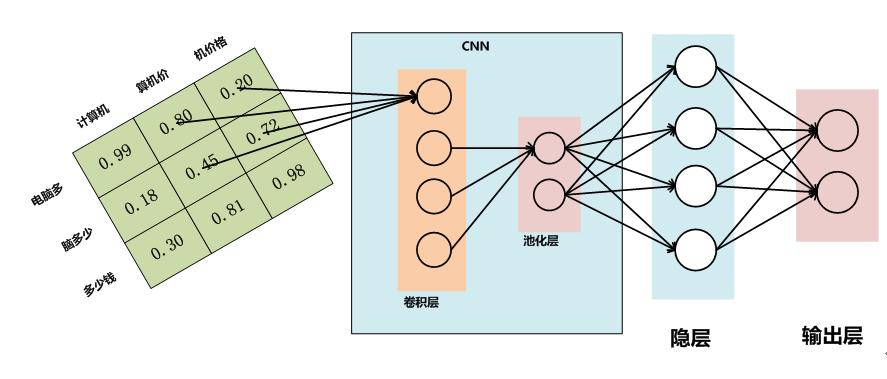 CNN
计算机 算机价 机价格
电脑多 0.99 0.80 0.20
脑多少 0.18 0.45 0.72
多少钱 0.30 0.81 0.98
卷积层
池化层
隐层
输出层